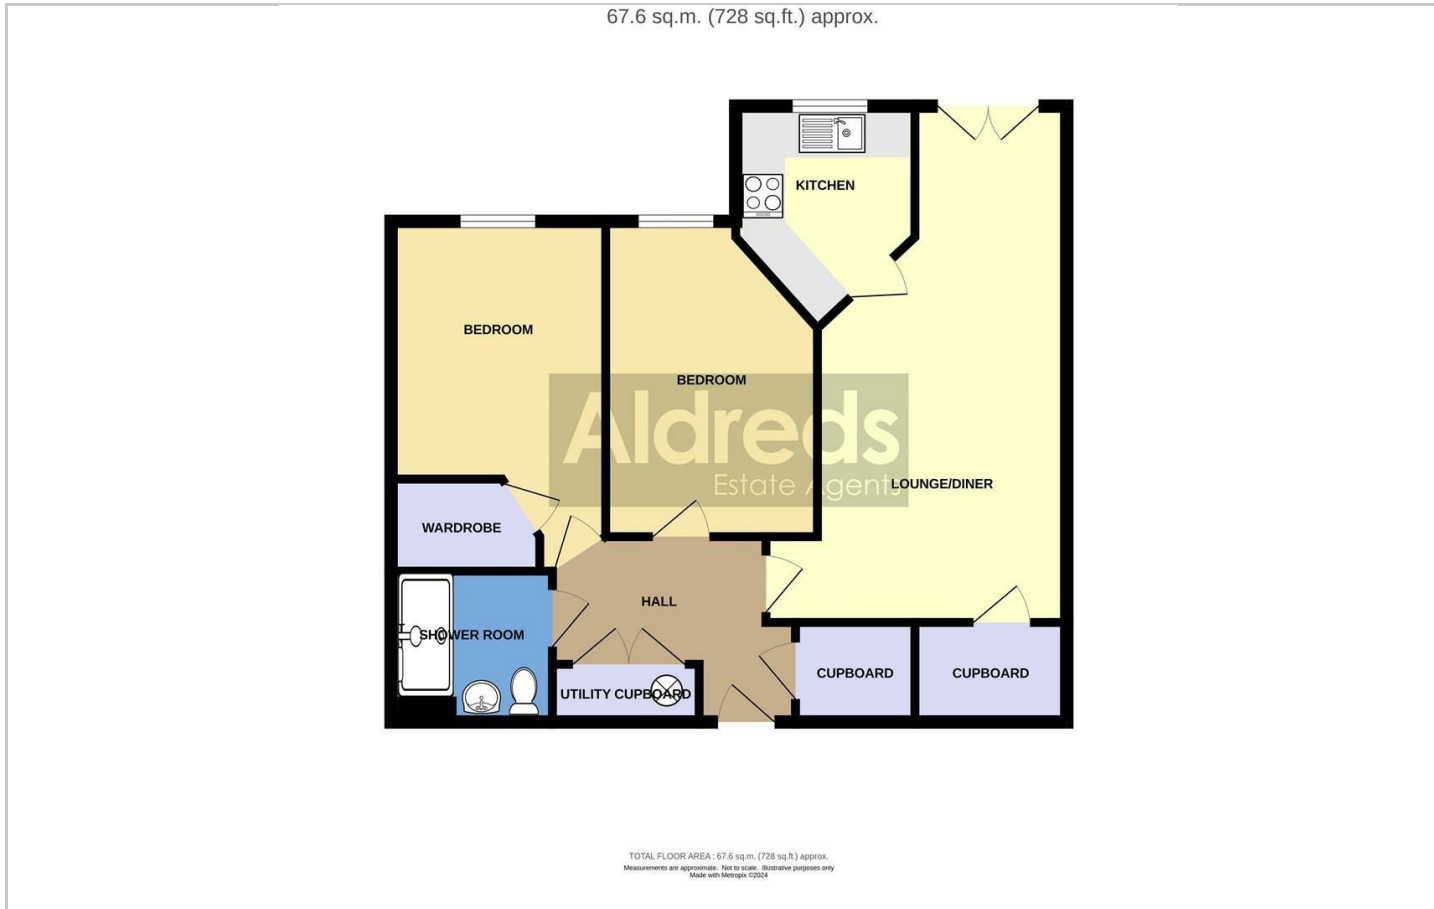 67.6 sq.m. (728 sq.ft.) approx.
KITCHEN
BEDROOM
BEDROOM
Aldreds
Estate Agents
LOUNGE/DINER
WARDROBE
HALL
SHOWER ROOM
CUPBOARD
CUPBOARD
UTILITY CUPBOARD
TOTAL FLOOR AREA : 67.6 sq.m. (728 sq.ft.) approx.
Measurements are approximate. Not to scale. Illustrative purposes only
Made with Metropix ©2024